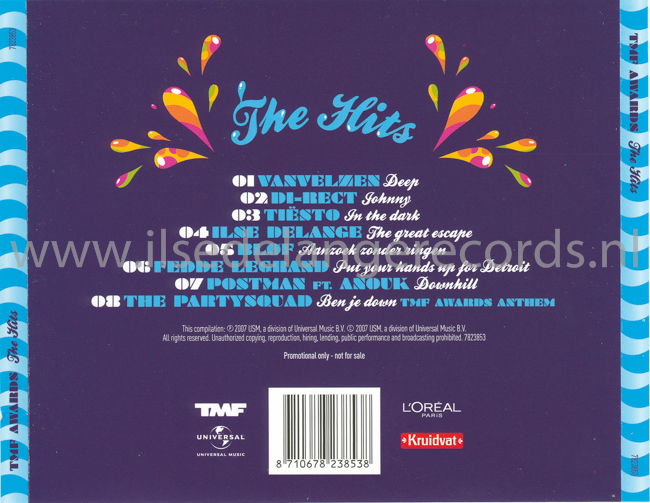 7823853
TMF AWARDS The Hits
The Hits
01 VANVELZEN Deep
02 DI-RECT Johnny
03 TIËSTO In the dark
04 ILSE DELANGE The great escape
www.ilsedelangerecords.nl
05 BLØF Aanzoek zonder ringen
06 FEDDE LEGRAND Put your hands up for Detroit
07 POSTMAN FT. ANOUK Downhill
08 THE PARTYSQUAD Ben je down TMF AWARDS ANTHEM
This compilation: ℗ 2007 USM, a division of Universal Music B.V. © 2007 USM, a division of Universal Music B.V.
All rights reserved. Unauthorized copying, reproduction, hiring, lending, public performance and broadcasting prohibited. 7823853
Promotional only - not for sale
TMF
UNIVERSAL
UNIVERSAL MUSIC
8 710678 238538
L'ORÉAL
PARIS
Kruidvat
TMF AWARDS The Hits
7823853